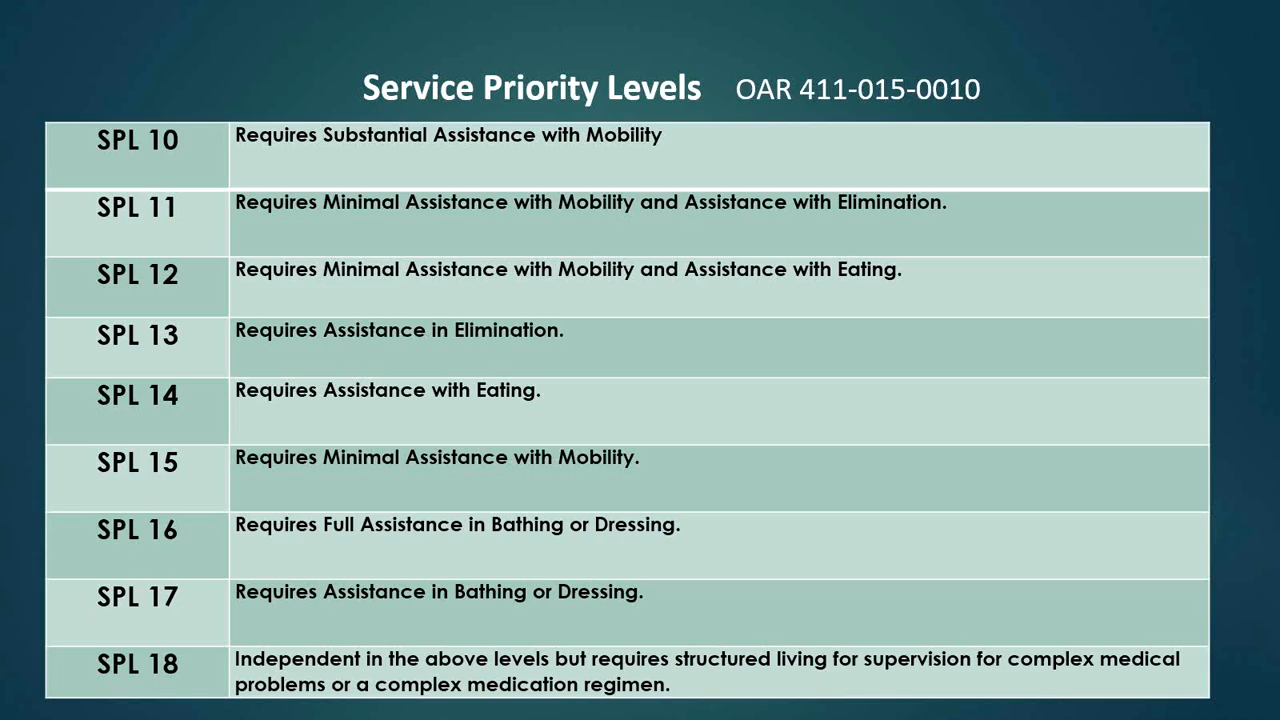 Service Priority Levels OAR 411-015-0010
SPL 10 Requires Substantial Assistance with Mobility
SPL 11 Requires Minimal Assistance with Mobility and Assistance with Elimination.
SPL 12 Requires Minimal Assistance with Mobility and Assistance with Eating.
SPL 13 Requires Assistance in Elimination.
SPL 14 Requires Assistance with Eating.
SPL 15 Requires Minimal Assistance with Mobility.
SPL 16 Requires Full Assistance in Bathing or Dressing.
SPL 17 Requires Assistance in Bathing or Dressing.
SPL 18 Independent in the above levels but requires structured living for supervision for complex medical
problems or a complex medication regimen.